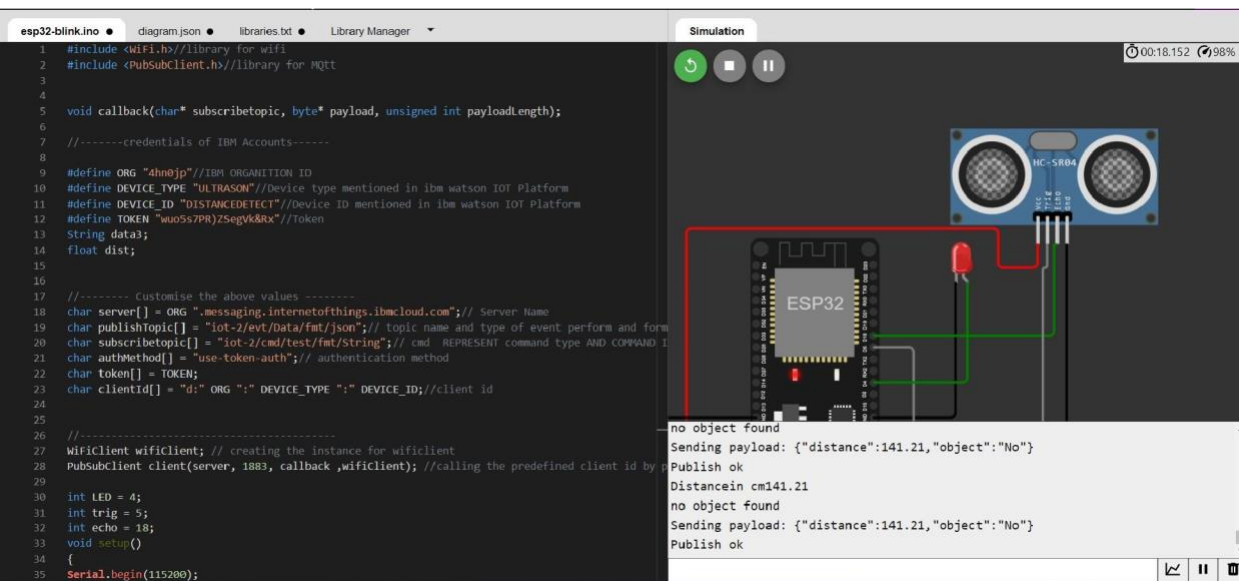 esp32-blink.ino ● diagram.json ● libraries.txt ● Library Manager
1 #include <WiFi.h>//library for wifi
2 #include <PubSubClient.h>//library for MQtt
3
4
5 void callback(char* subscribetopic, byte* payload, unsigned int payloadLength);
6
7 //-------credentials of IBM Accounts------
8
9 #define ORG "4hn0jp"//IBM ORGANITION ID
10 #define DEVICE_TYPE "ULTRASON"//Device type mentioned in ibm watson IOT Platform
11 #define DEVICE_ID "DISTANCEDETECT"//Device ID mentioned in ibm watson IOT Platform
12 #define TOKEN "wuo5s7PR)ZSegVk&Rx"//Token
13 String data3;
14 float dist;
15
16
17 //-------- Customise the above values --------
18 char server[] = ORG ".messaging.internetofthings.ibmcloud.com";// Server Name
19 char publishTopic[] = "iot-2/evt/Data/fmt/json";// topic name and type of event perform and form
20 char subscribetopic[] = "iot-2/cmd/test/fmt/String";// cmd REPRESENT command type AND COMMAND I
21 char authMethod[] = "use-token-auth";// authentication method
22 char token[] = TOKEN;
23 char clientId[] = "d:" ORG ":" DEVICE_TYPE ":" DEVICE_ID;//client id
24
25
26 //-----------------------------------------
27 WiFiClient wifiClient; // creating the instance for wificlient
28 PubSubClient client(server, 1883, callback ,wifiClient); //calling the predefined client id by p
29
30 int LED = 4;
31 int trig = 5;
32 int echo = 18;
33 void setup()
34 {
35 Serial.begin(115200);
Simulation
00:18.152 98%
HC-SR04
Vcc
Trig
Echo
Gnd
ESP32
no object found
Sending payload: {"distance":141.21,"object":"No"}
Publish ok
Distancein cm141.21
no object found
Sending payload: {"distance":141.21,"object":"No"}
Publish ok